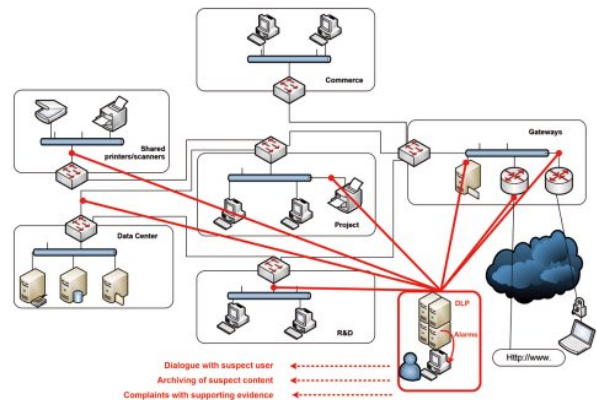 Commerce
Shared
printers/scanners
Gateways
Project
Data Center
R&D
DLP
Alarms
Http://www.
Dialogue with suspect user
Archiving of suspect content
Complaints with supporting evidence